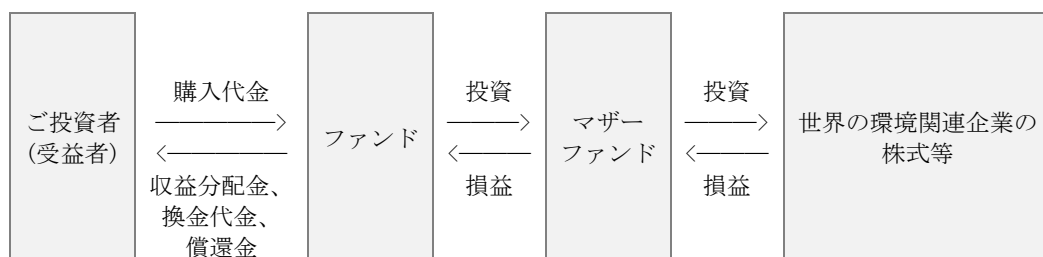 ご投資者
(受益者)
購入代金
収益分配金、
換金代金、
償還金
ファンド
投資
損益
マザー
ファンド
投資
損益
世界の環境関連企業の
株式等